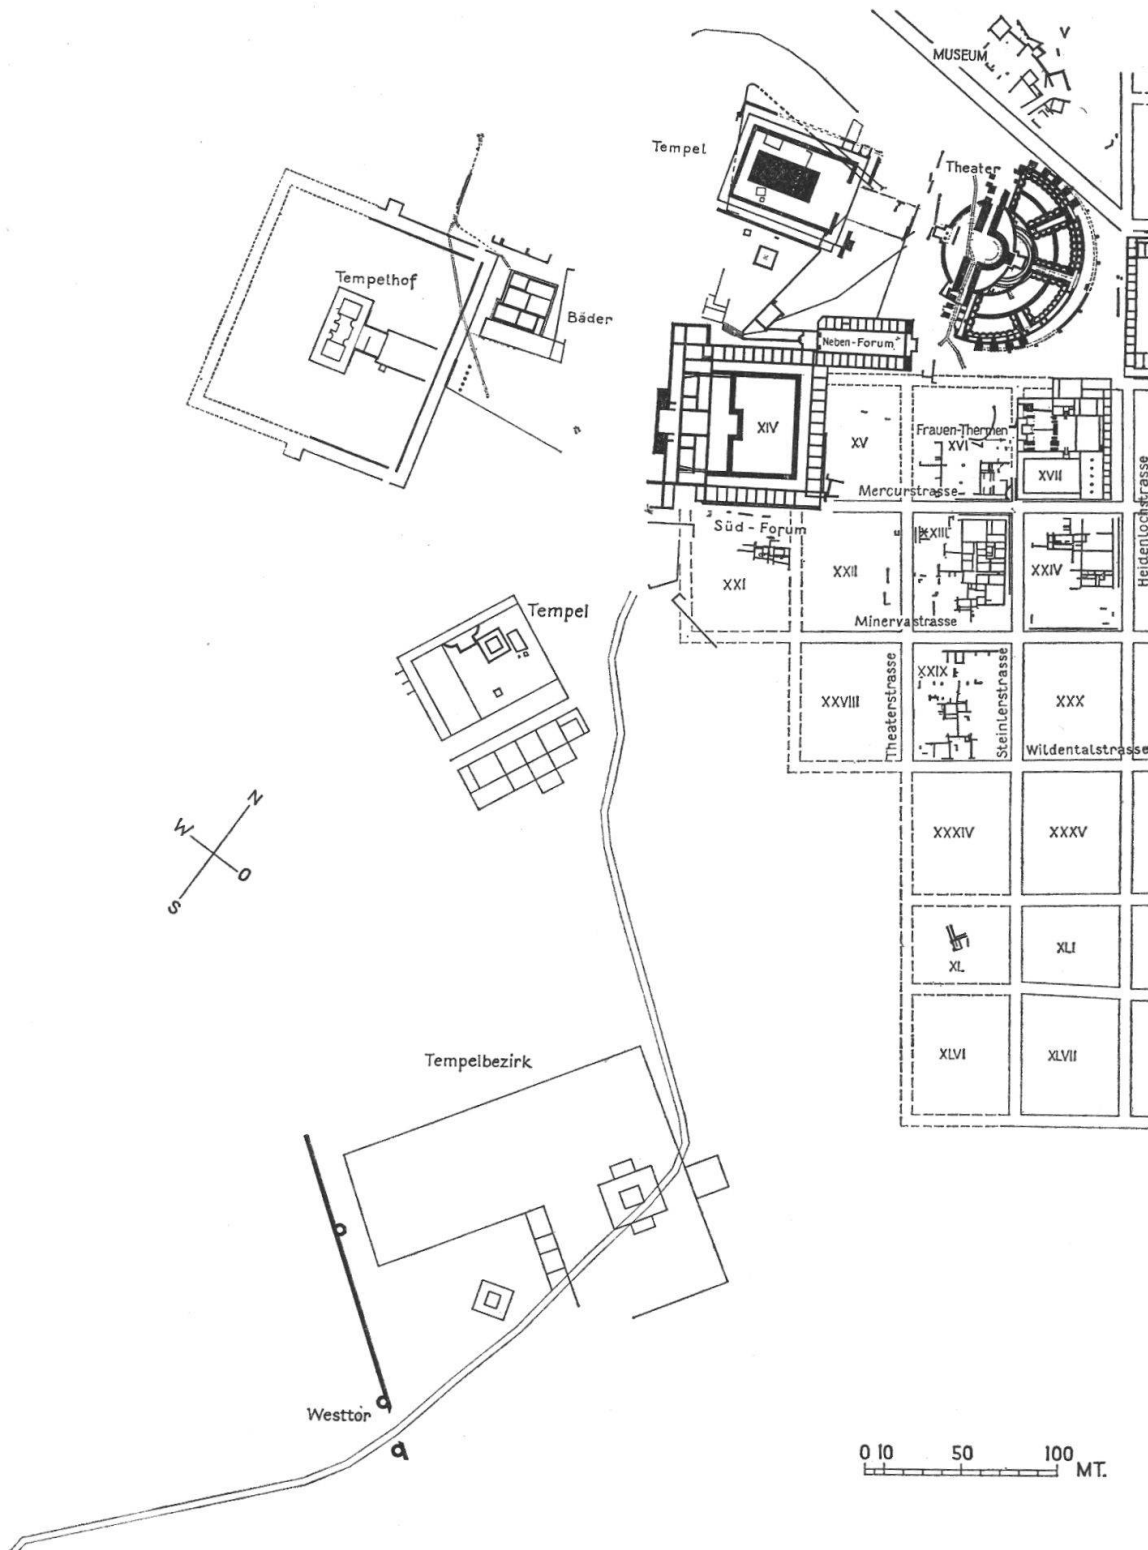 V
MUSEUM
Tempel
Theater
Tempelhof
Bäder
Neben-Forum
XIV
XV
Frauen-Thermen
XVI
XVII
Mercurstrasse
Heidenlochstrasse
Süd-Forum
XXI
XXII
XXIII
XXIV
Minervastrasse
Tempel
Theaterstrasse
Steinlerstrasse
XXVIII
XXIX
XXX
Wildentalstrasse
N
W
O
S
XXXIV
XXXV
XL
XLI
XLVI
XLVII
Tempelbezirk
Westtor
0 10 50 100 MT.